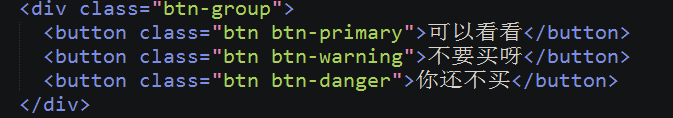 <div class="btn-group">
<button class="btn btn-primary">可以看看</button>
<button class="btn btn-warning">不要买呀</button>
<button class="btn btn-danger">你还不买</button>
</div>